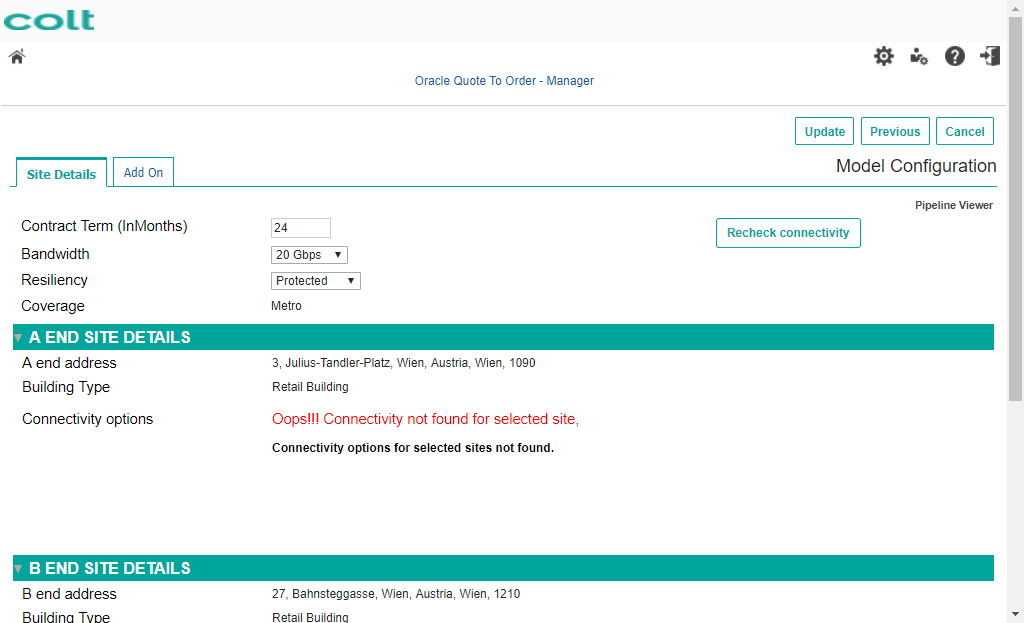 colt
Oracle Quote To Order - Manager
Update Previous Cancel
Site Details Add On
Model Configuration
Pipeline Viewer
Contract Term (InMonths) 24
Recheck connectivity
Bandwidth 20 Gbps
Resiliency Protected
Coverage Metro
A END SITE DETAILS
A end address 3, Julius-Tandler-Platz, Wien, Austria, Wien, 1090
Building Type Retail Building
Connectivity options Oops!!! Connectivity not found for selected site,
Connectivity options for selected sites not found.
B END SITE DETAILS
B end address 27, Bahnsteggasse, Wien, Austria, Wien, 1210
Building Type Retail Building